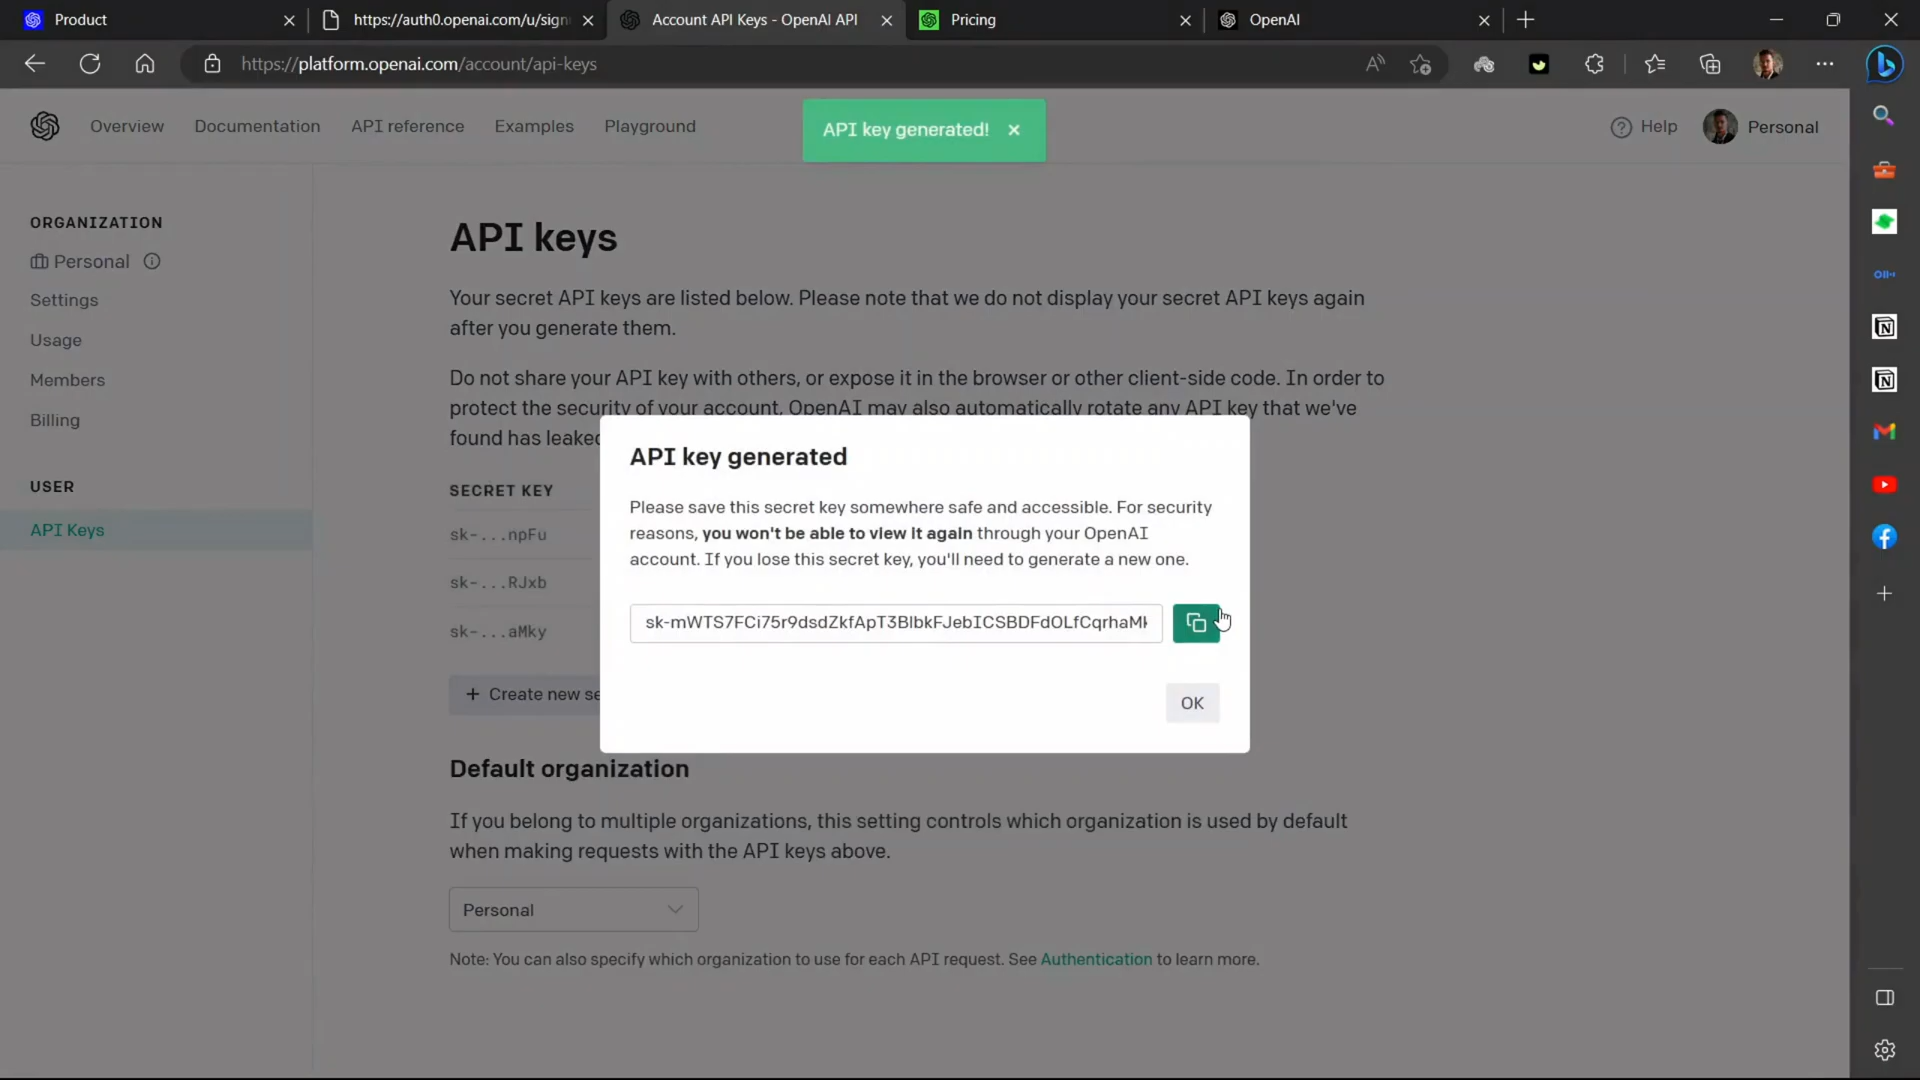 Product
https://auth0.openai.com/u/sign
Account API Keys - OpenAI API
Pricing
OpenAI
https://platform.openai.com/account/api-keys
Overview
Documentation
API reference
Examples
Playground
API key generated!
Help
Personal
ORGANIZATION
Personal
Settings
Usage
Members
Billing
USER
API Keys
API keys
Your secret API keys are listed below. Please note that we do not display your secret API keys again
after you generate them.
Do not share your API key with others, or expose it in the browser or other client-side code. In order to
protect the security of your account, OpenAI may also automatically rotate any API key that we've
found has leaked
SECRET KEY
sk-...npFu
sk-...RJxb
sk-...aMky
+ Create new se
API key generated
Please save this secret key somewhere safe and accessible. For security
reasons, you won't be able to view it again through your OpenAI
account. If you lose this secret key, you'll need to generate a new one.
OK
Default organization
If you belong to multiple organizations, this setting controls which organization is used by default
when making requests with the API keys above.
Personal
Note: You can also specify which organization to use for each API request. See Authentication to learn more.